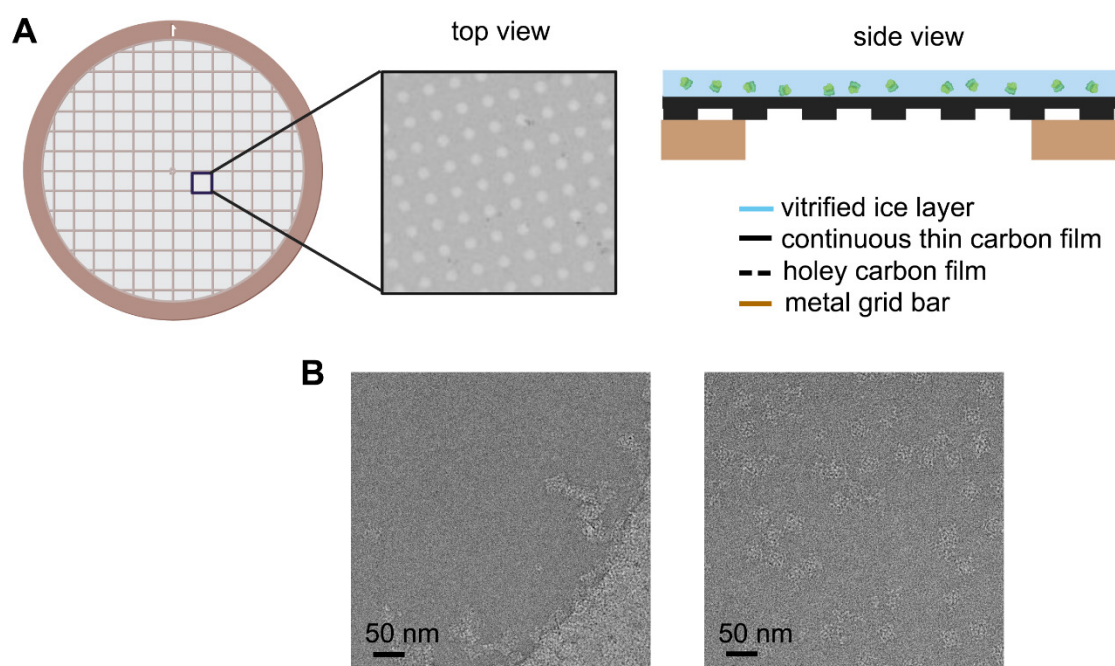 A
1
top view
side view
vitrified ice layer
continuous thin carbon film
holey carbon film
metal grid bar
B
50 nm
50 nm